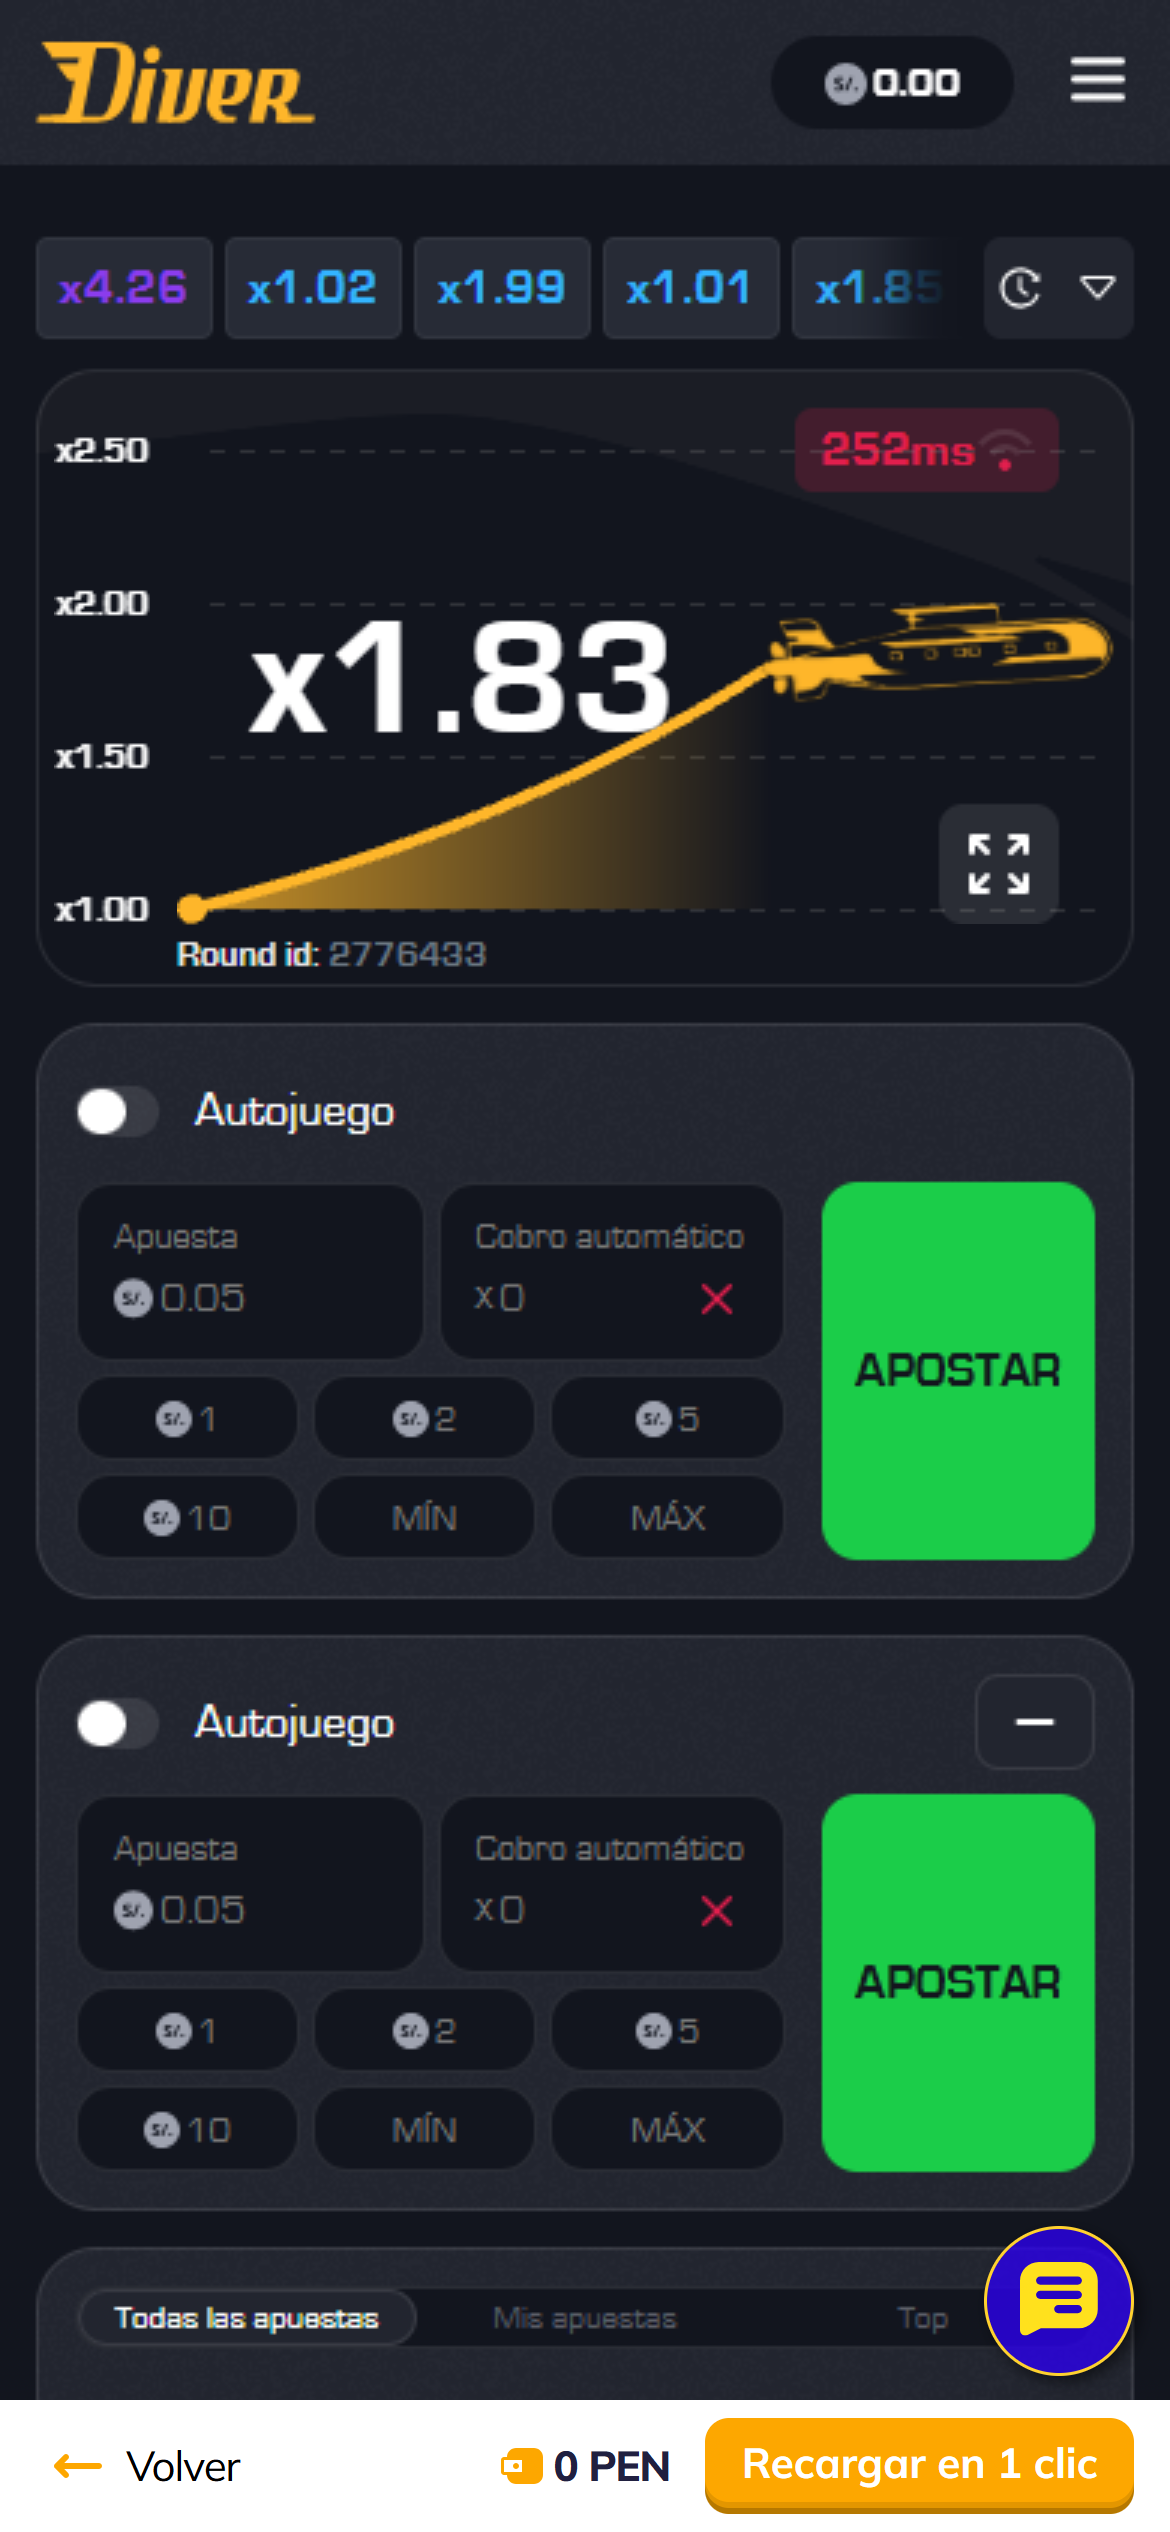 Diver
S/. 0.00
x4.26 x1.02 x1.99 x1.01 x1.85
x2.50
252ms
x2.00
x1.83
x1.50
x1.00
Round id: 2776433
Autojuego
Apuesta
S/. 0.05
Cobro automático
X 0
APOSTAR
S/. 1
S/. 2
S/. 5
S/. 10
MÍN
MÁX
Autojuego
Apuesta
S/. 0.05
Cobro automático
X 0
APOSTAR
S/. 1
S/. 2
S/. 5
S/. 10
MÍN
MÁX
Todas las apuestas
Mis apuestas
Top
Volver
0 PEN
Recargar en 1 clic